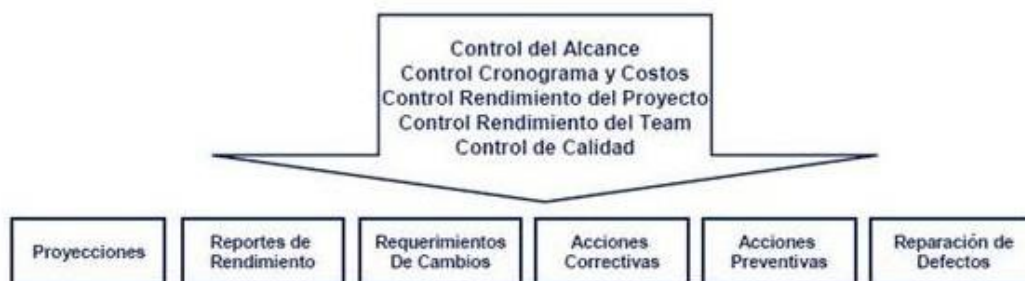 Control del Alcance
Control Cronograma y Costos
Control Rendimiento del Proyecto
Control Rendimiento del Team
Control de Calidad
Proyecciones
Reportes de
Rendimiento
Requerimientos
De Cambios
Acciones
Correctivas
Acciones
Preventivas
Reparación de
Defectos